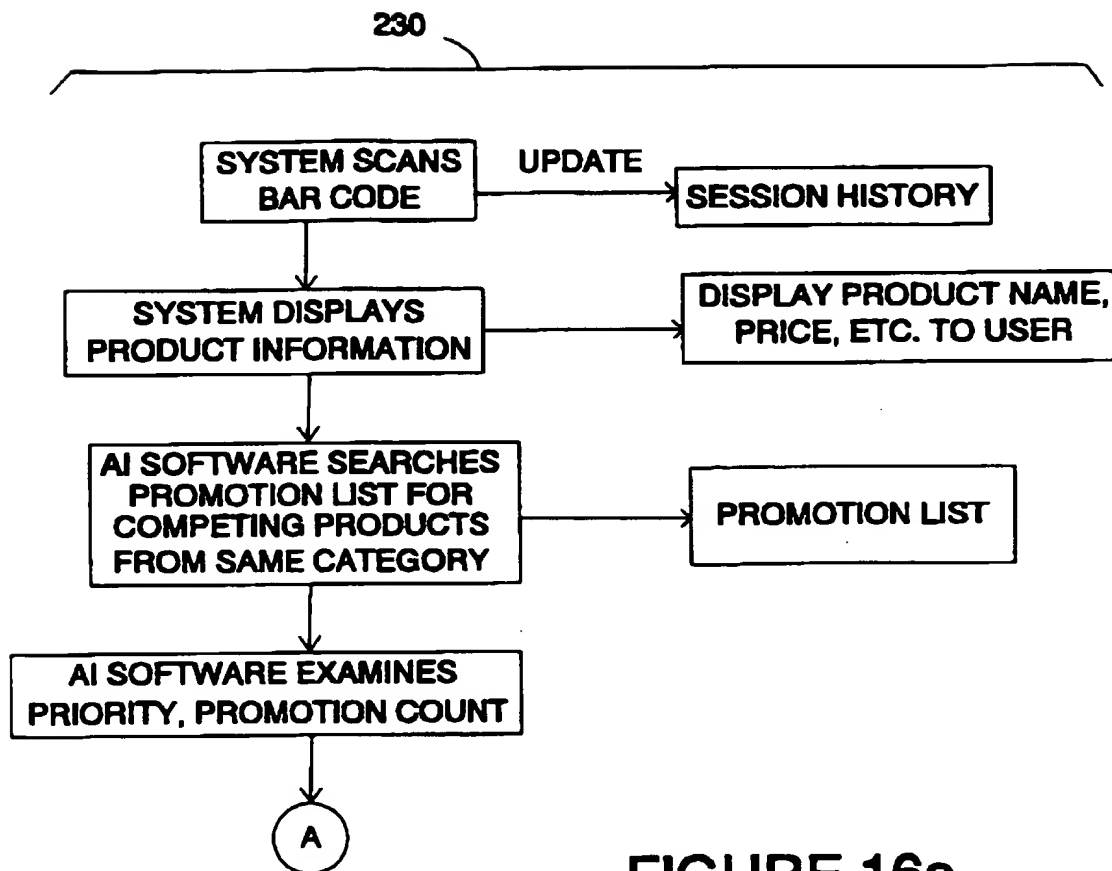 230
SYSTEM SCANS
BAR CODE
UPDATE
SESSION HISTORY
SYSTEM DISPLAYS
PRODUCT INFORMATION
DISPLAY PRODUCT NAME,
PRICE, ETC. TO USER
AI SOFTWARE SEARCHES
PROMOTION LIST FOR
COMPETING PRODUCTS
FROM SAME CATEGORY
PROMOTION LIST
AI SOFTWARE EXAMINES
PRIORITY, PROMOTION COUNT
A
FIGURE 16a